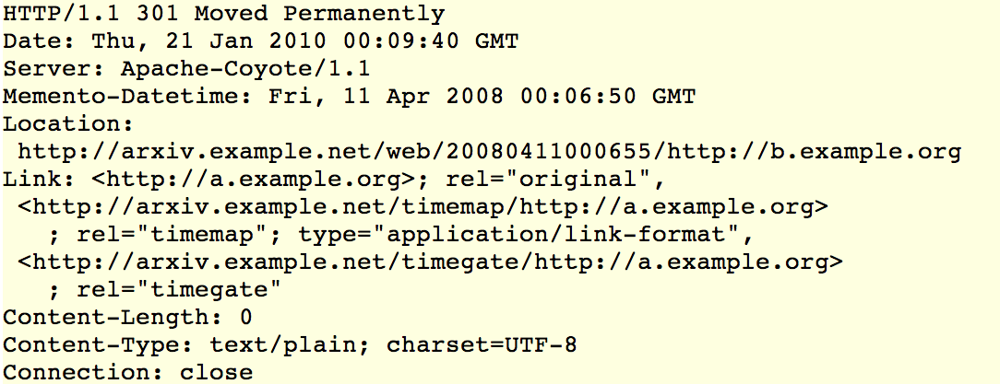 HTTP/1.1 301 Moved Permanently
Date: Thu, 21 Jan 2010 00:09:40 GMT
Server: Apache-Coyote/1.1
Memento-Datetime: Fri, 11 Apr 2008 00:06:50 GMT
Location:
 http://arxiv.example.net/web/20080411000655/http://b.example.org
Link: <http://a.example.org>; rel="original",
 <http://arxiv.example.net/timemap/http://a.example.org>
   ; rel="timemap"; type="application/link-format",
 <http://arxiv.example.net/timegate/http://a.example.org>
   ; rel="timegate"
Content-Length: 0
Content-Type: text/plain; charset=UTF-8
Connection: close